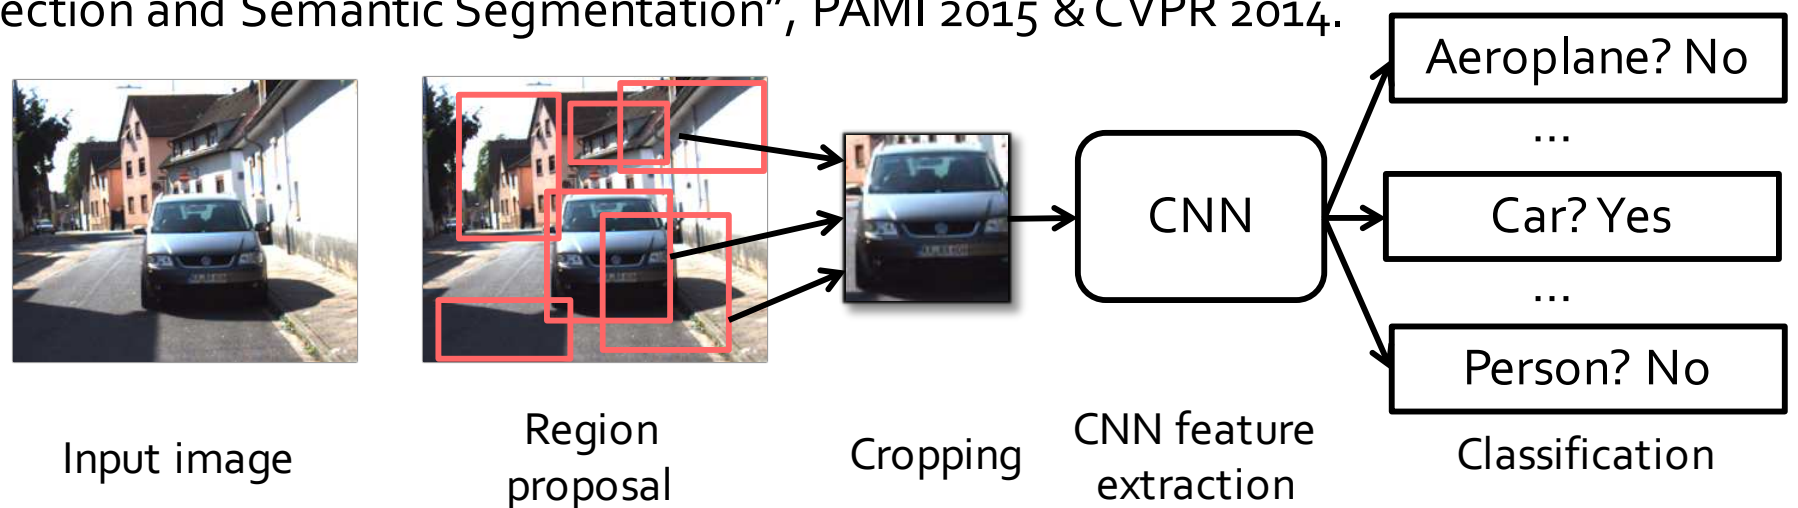 ection and Semantic Segmentation”, PAMI 2015 & CVPR 2014.
Aeroplane? No
...
CNN
Car? Yes
...
Person? No
Input image
Region
proposal
Cropping
CNN feature
extraction
Classification